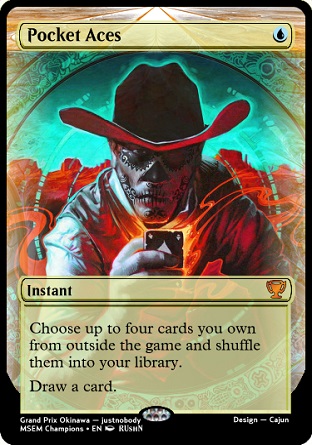 Pocket Aces
Instant
Choose up to four cards you own
from outside the game and shuffle
them into your library.
Draw a card.
Grand Prix Okinawa — justnobody
Design — Cajun
MSEM Champions • EN RUSHN